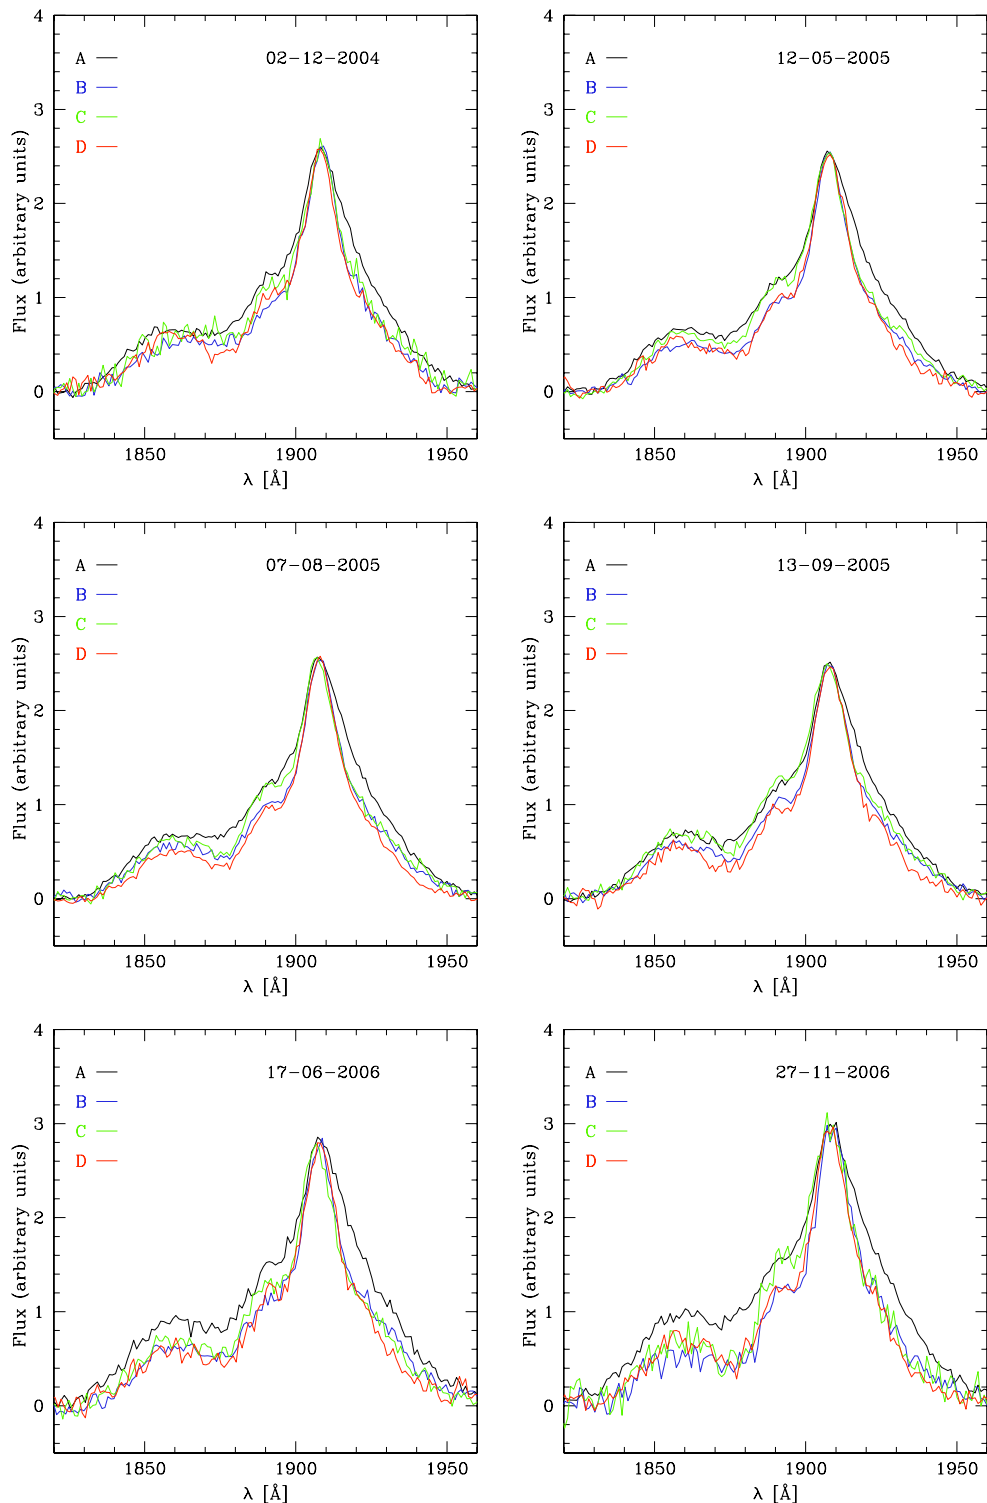 4
3
2
1
0
Flux (arbitrary units)
A
B
C
D
02-12-2004
1850
1900
1950
λ [Å]
4
3
2
1
0
Flux (arbitrary units)
A
B
C
D
12-05-2005
1850
1900
1950
λ [Å]
4
3
2
1
0
Flux (arbitrary units)
A
B
C
D
07-08-2005
1850
1900
1950
λ [Å]
4
3
2
1
0
Flux (arbitrary units)
A
B
C
D
13-09-2005
1850
1900
1950
λ [Å]
4
3
2
1
0
Flux (arbitrary units)
A
B
C
D
17-06-2006
1850
1900
1950
λ [Å]
4
3
2
1
0
Flux (arbitrary units)
A
B
C
D
27-11-2006
1850
1900
1950
λ [Å]